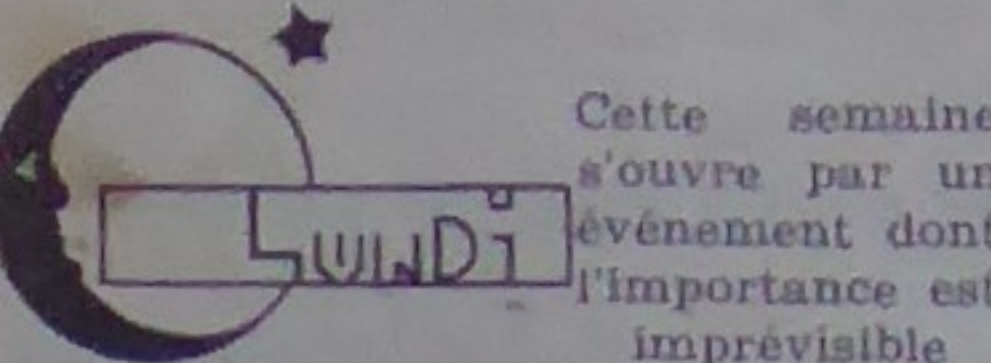 LUNDi
Cette semaine
s'ouvre par un
événement dont
l'importance est
imprévisible